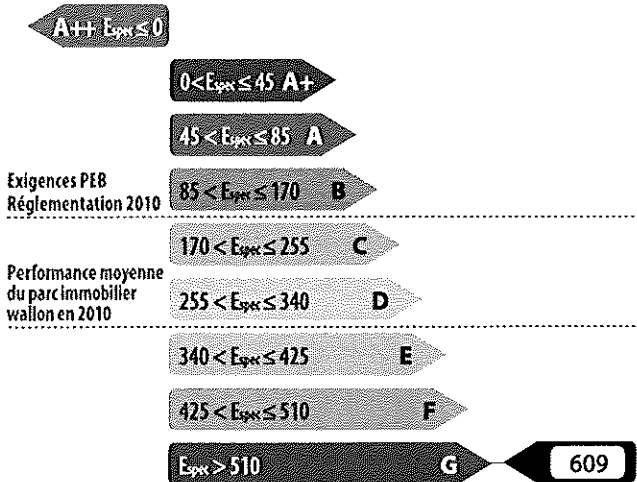 A++ Espec ≤ 0
0 < Espec ≤ 45 A+
45 < Espec ≤ 85 A
Exigences PEB
Réglementation 2010
85 < Espec ≤ 170 B
170 < Espec ≤ 255 C
Performance moyenne
du parc immobilier
wallon en 2010
255 < Espec ≤ 340 D
340 < Espec ≤ 425 E
425 < Espec ≤ 510 F
Espec > 510 G 609